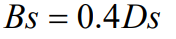 Bs = 0.4Ds